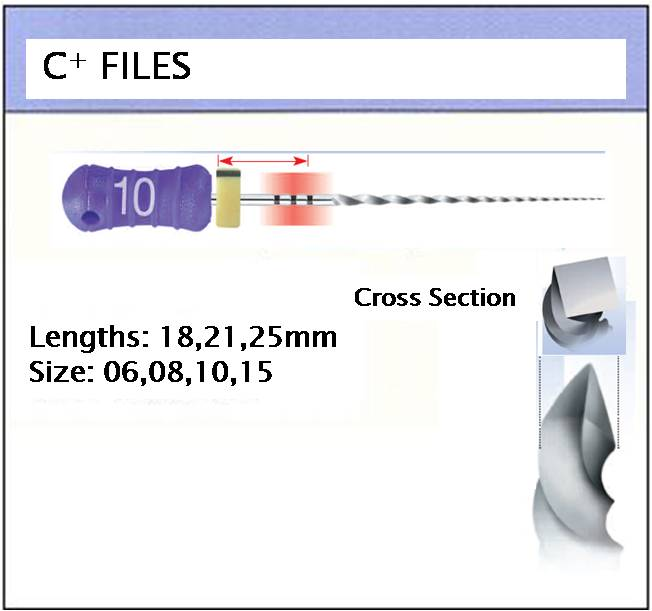 C⁺ FILES
10
Cross Section
Lengths: 18,21,25mm
Size: 06,08,10,15